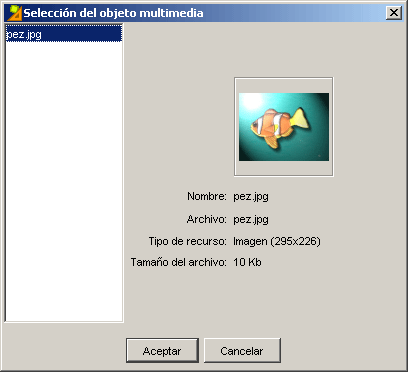 Selección del objeto multimedia
pez.jpg
Nombre: pez.jpg
Archivo: pez.jpg
Tipo de recurso: Imagen (295x226)
Tamaño del archivo: 10 Kb
Aceptar Cancelar